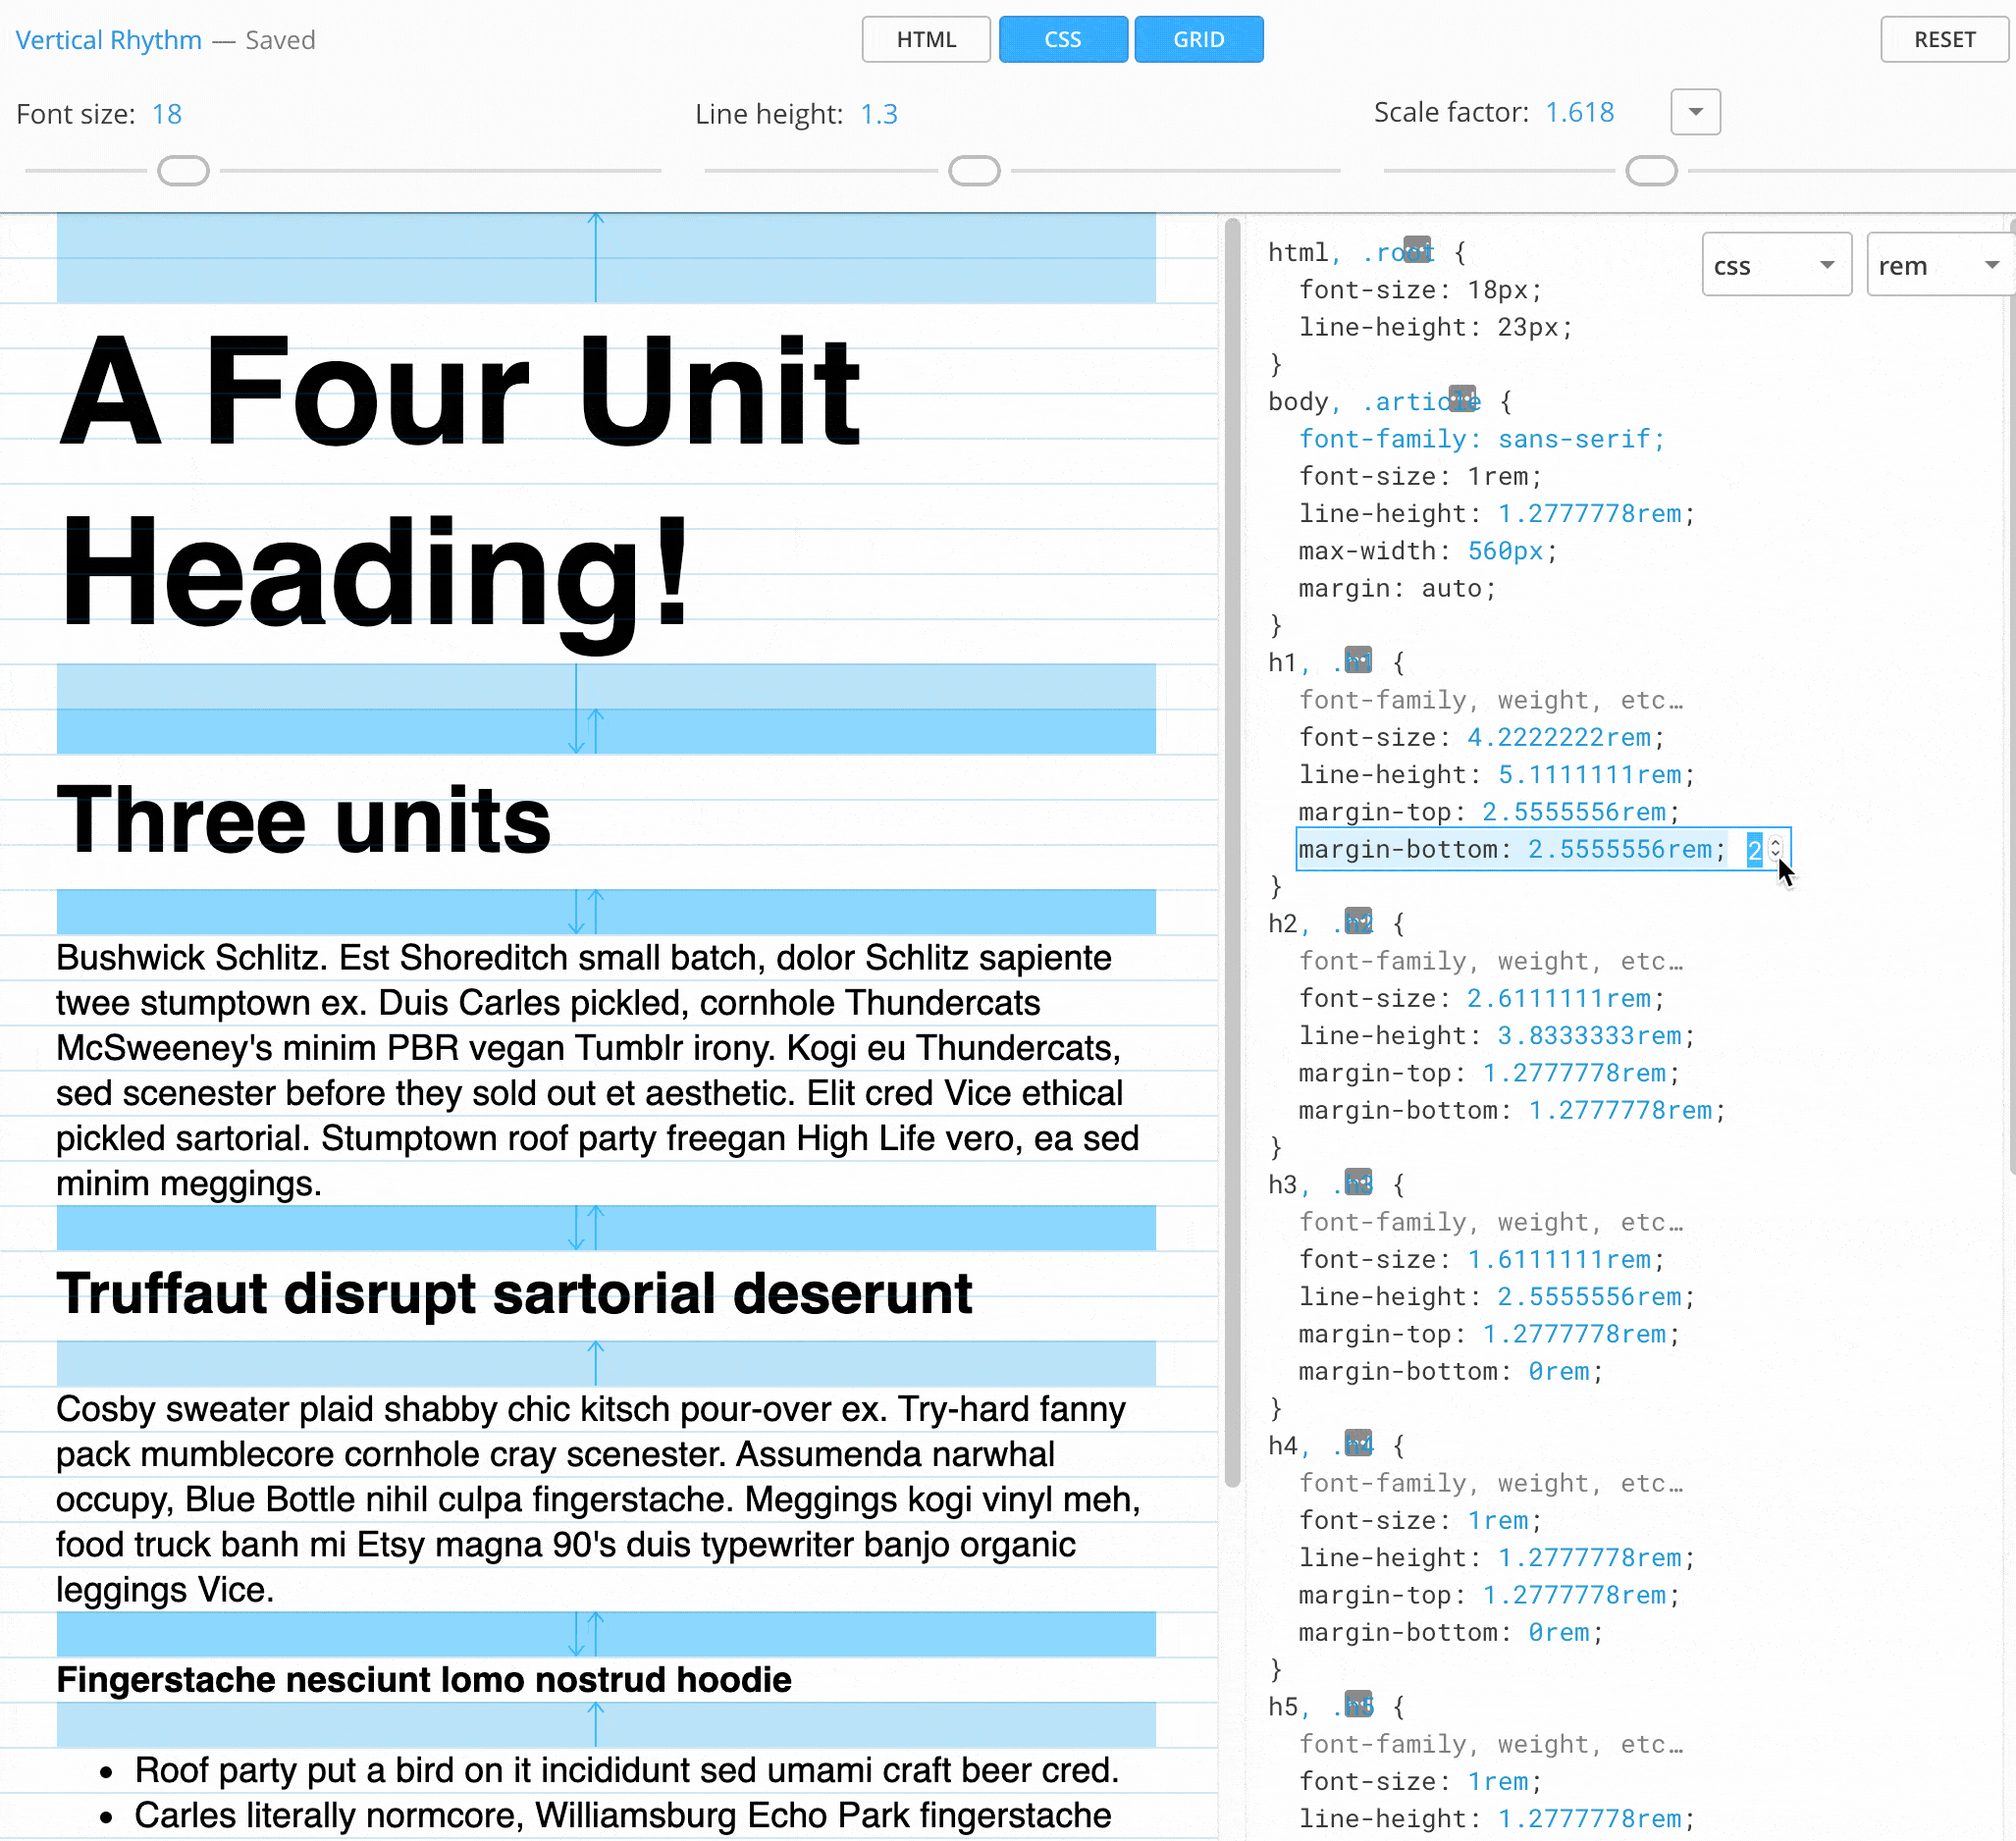 Vertical Rhythm — Saved
HTML
CSS
GRID
RESET
Font size: 18
Line height: 1.3
Scale factor: 1.618
A Four Unit
Heading!
Three units
Bushwick Schlitz. Est Shoreditch small batch, dolor Schlitz sapiente
twee stumptown ex. Duis Carles pickled, cornhole Thundercats
McSweeney's minim PBR vegan Tumblr irony. Kogi eu Thundercats,
sed scenester before they sold out et aesthetic. Elit cred Vice ethical
pickled sartorial. Stumptown roof party freegan High Life vero, ea sed
minim meggings.
Truffaut disrupt sartorial deserunt
Cosby sweater plaid shabby chic kitsch pour-over ex. Try-hard fanny
pack mumblecore cornhole cray scenester. Assumenda narwhal
occupy, Blue Bottle nihil culpa fingerstache. Meggings kogi vinyl meh,
food truck banh mi Etsy magna 90's duis typewriter banjo organic
leggings Vice.
Fingerstache nesciunt lomo nostrud hoodie
• Roof party put a bird on it incididunt sed umami craft beer cred.
• Carles literally normcore, Williamsburg Echo Park fingerstache
css
rem
html, .root {
font-size: 18px;
line-height: 23px;
}
body, .article {
font-family: sans-serif;
font-size: 1rem;
line-height: 1.2777778rem;
max-width: 560px;
margin: auto;
}
h1, .h1 {
font-family, weight, etc…
font-size: 4.2222222rem;
line-height: 5.1111111rem;
margin-top: 2.5555556rem;
margin-bottom: 2.5555556rem; 2
}
h2, .h2 {
font-family, weight, etc…
font-size: 2.6111111rem;
line-height: 3.8333333rem;
margin-top: 1.2777778rem;
margin-bottom: 1.2777778rem;
}
h3, .h3 {
font-family, weight, etc…
font-size: 1.6111111rem;
line-height: 2.5555556rem;
margin-top: 1.2777778rem;
margin-bottom: 0rem;
}
h4, .h4 {
font-family, weight, etc…
font-size: 1rem;
line-height: 1.2777778rem;
margin-top: 1.2777778rem;
margin-bottom: 0rem;
}
h5, .h5 {
font-family, weight, etc…
font-size: 1rem;
line-height: 1.2777778rem;